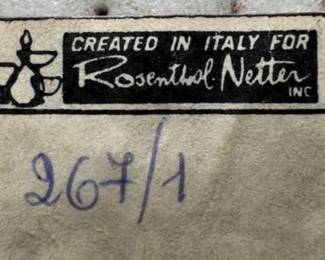 CREATED IN ITALY FOR
Rosenthal-Netter
INC
267/1